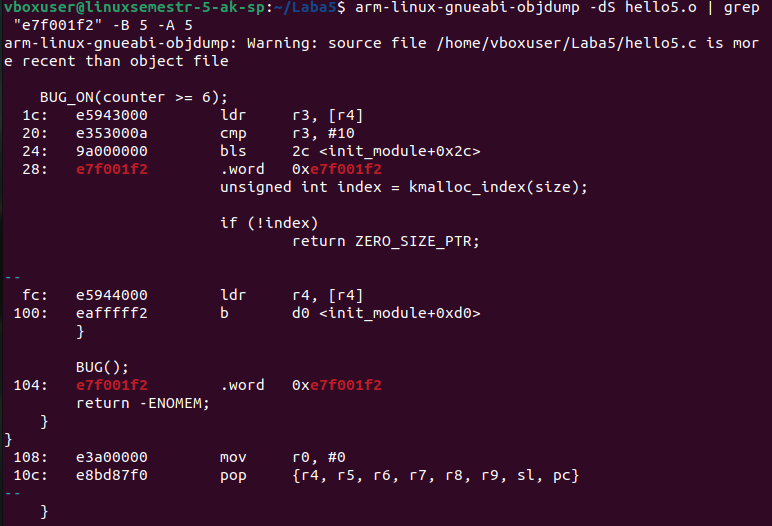 vboxuser@linuxsemestr-5-ak-sp:~/Laba5$ arm-linux-gnueabi-objdump -dS hello5.o | grep
 "e7f001f2" -B 5 -A 5
arm-linux-gnueabi-objdump: Warning: source file /home/vboxuser/Laba5/hello5.c is mor
e recent than object file
    BUG_ON(counter >= 6);
  1c:   e5943000        ldr     r3, [r4]
  20:   e353000a        cmp     r3, #10
  24:   9a000000        bls     2c <init_module+0x2c>
  28:   e7f001f2        .word   0xe7f001f2
                        unsigned int index = kmalloc_index(size);
                        if (!index)
                                return ZERO_SIZE_PTR;
--
  fc:   e5944000        ldr     r4, [r4]
 100:   eafffff2        b       d0 <init_module+0xd0>
        }
        BUG();
 104:   e7f001f2        .word   0xe7f001f2
        return -ENOMEM;
    }
}
 108:   e3a00000        mov     r0, #0
 10c:   e8bd87f0        pop     {r4, r5, r6, r7, r8, r9, sl, pc}
--
    }